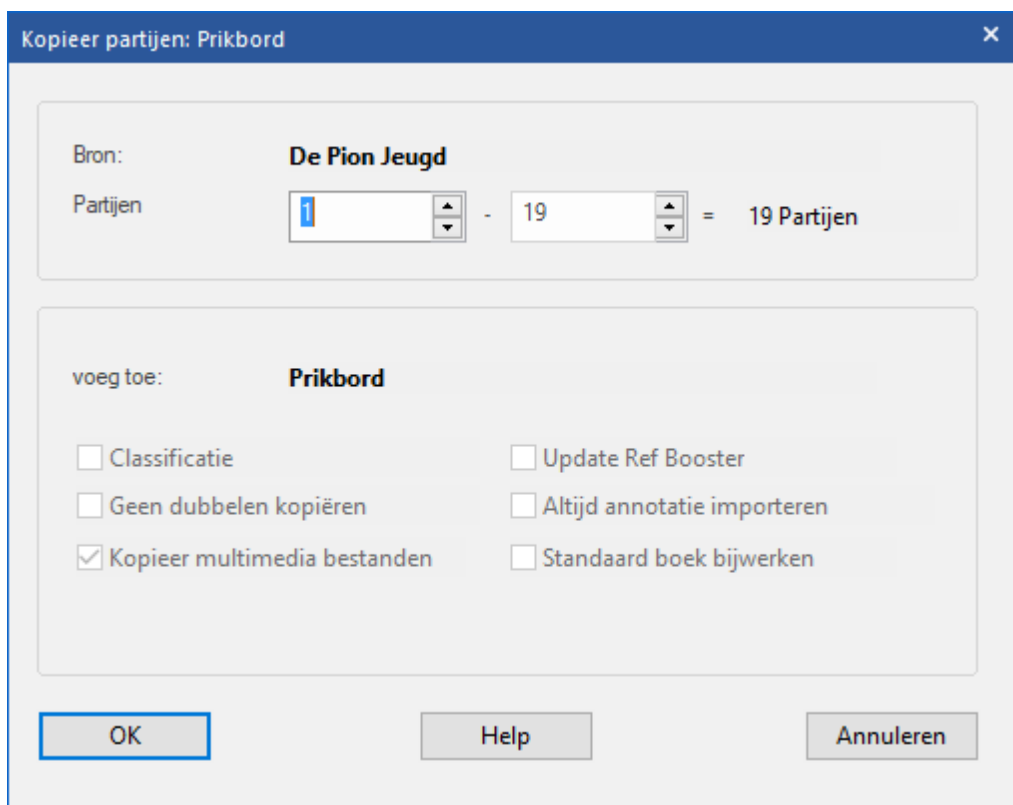 Kopieer partijen: Prikbord
Bron: De Pion Jeugd
Partijen 1 - 19 = 19 Partijen
voeg toe: Prikbord
Classificatie Update Ref Booster
Geen dubbelen kopiëren Altijd annotatie importeren
Kopieer multimedia bestanden Standaard boek bijwerken
OK Help Annuleren